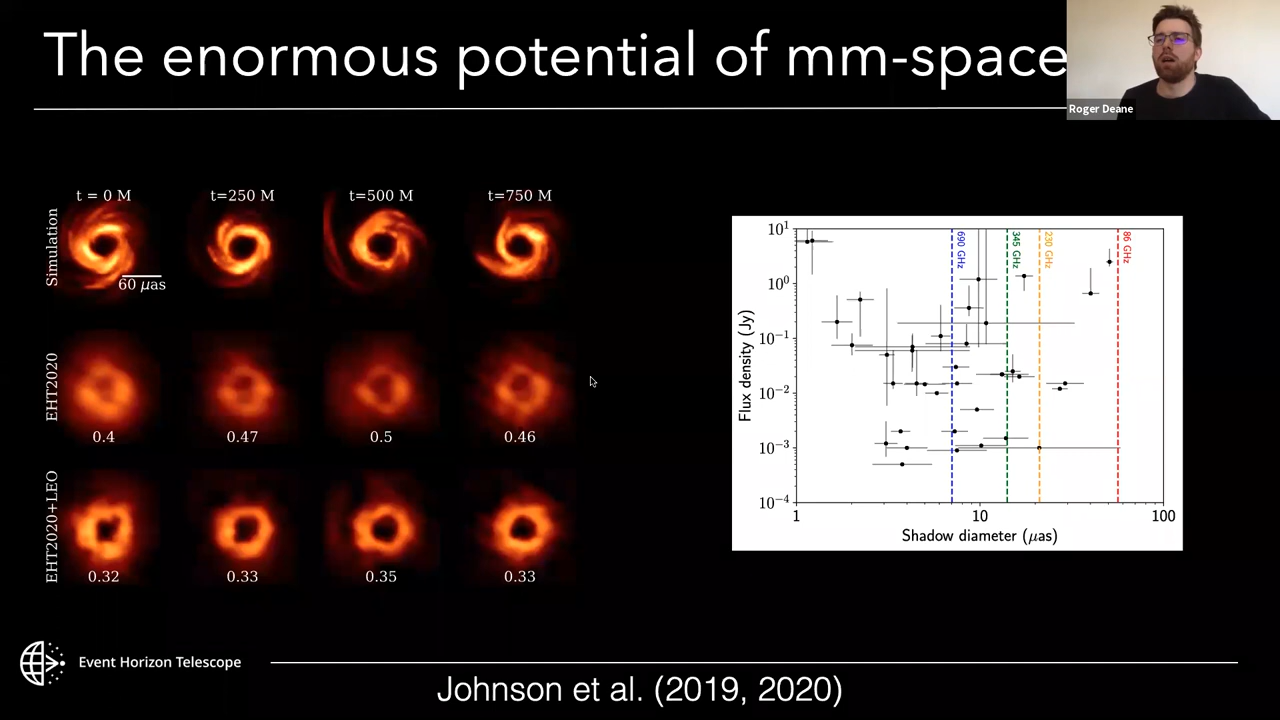 The enormous potential of mm-space
Roger Deane
t = 0 M t=250 M t=500 M t=750 M
Simulation
60 μas
EHT2020
0.4 0.47 0.5 0.46
EHT2020+LEO
0.32 0.33 0.35 0.33
10¹
10⁰
10⁻¹
10⁻²
10⁻³
10⁻⁴
Flux density (Jy)
690 GHz
345 GHz
230 GHz
86 GHz
1 10 100
Shadow diameter (μas)
Event Horizon Telescope
Johnson et al. (2019, 2020)